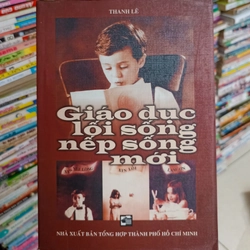 THANH LÊ
Giáo dục
lối sống
nếp sống
mới
NHÀ XUẤT BẢN TỔNG HỢP THÀNH PHỐ HỒ CHÍ MINH